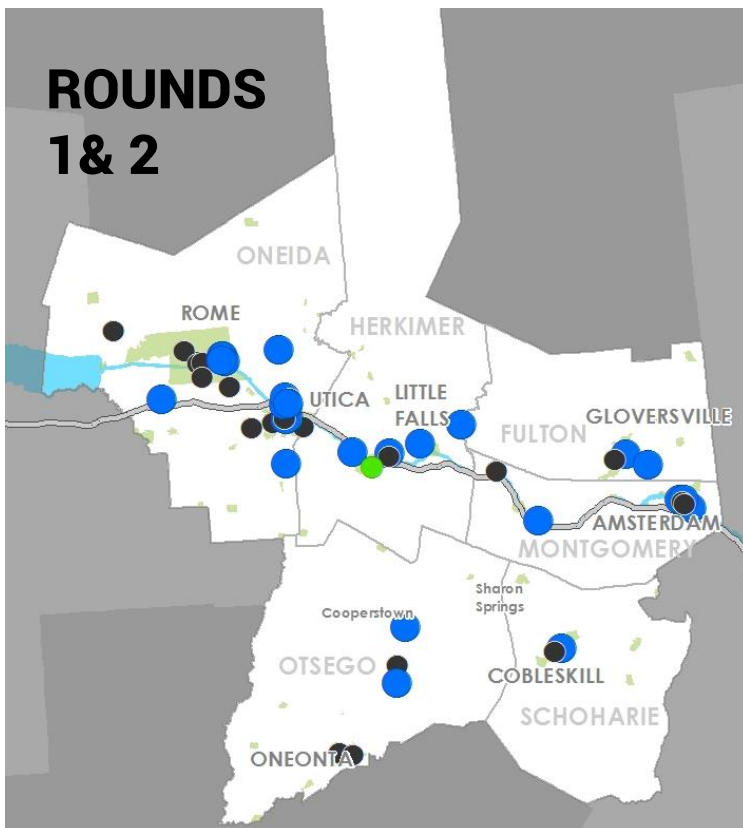 ROUNDS
1& 2
ONEIDA
ROME
HERKIMER
UTICA
LITTLE
FALLS
GLOVERSVILLE
FULTON
AMSTERDAM
MONTGOMERY
Sharon
Springs
Cooperstown
OTSEGO
COBLESKILL
SCHOHARIE
ONEONTA